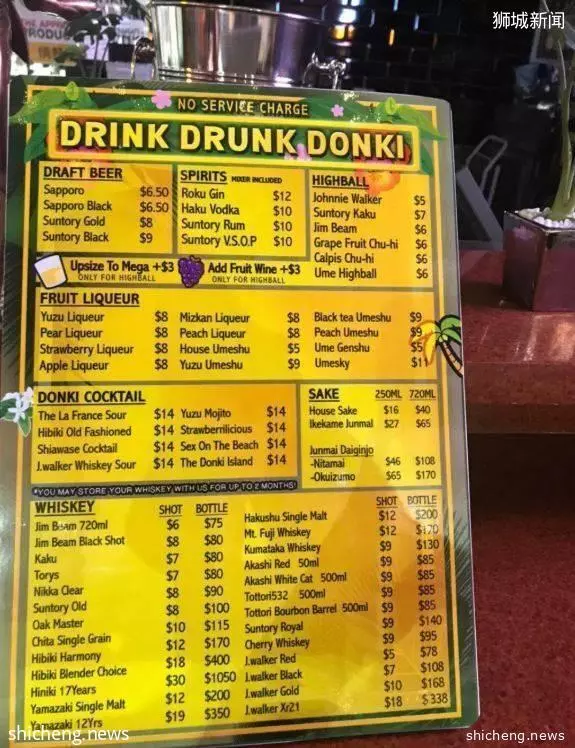 狮城新闻
NO SERVICE CHARGE
DRINK DRUNK DONKI
DRAFT BEER
Sapporo $6.50
Sapporo Black $6.50
Suntory Gold $8
Suntory Black $9
SPIRITS MIXER INCLUDED
Roku Gin $12
Haku Vodka $10
Suntory Rum $10
Suntory V.S.O.P $10
HIGHBALL
Johnnie Walker $5
Suntory Kaku $7
Jim Beam $6
Grape Fruit Chu-hi $6
Calpis Chu-hi $6
Ume Highball $6
Upsize To Mega +$3
ONLY FOR HIGHBALL
Add Fruit Wine +$3
ONLY FOR HIGHBALL
FRUIT LIQUEUR
Yuzu Liqueur $8 Mizkan Liqueur $8 Black tea Umeshu $9
Pear Liqueur $8 Peach Liqueur $8 Peach Umeshu $9
Strawberry Liqueur $8 House Umeshu $5 Ume Genshu $5
Apple Liqueur $8 Yuzu Umeshu $9 Umesky $11
DONKI COCKTAIL
The La France Sour $14 Yuzu Mojito $14
Hibiki Old Fashioned $14 Strawberrilicious $14
Shiawase Cocktail $14 Sex On The Beach $14
J.walker Whiskey Sour $14 The Donki Island $14
SAKE 250ML 720ML
House Sake $16 $40
Ikekame Junmal $27 $65
Junmai Daiginjo
-Nitamai $46 $108
-Okuizumo $65 $170
*YOU MAY STORE YOUR WHISKEY WITH US FOR UP TO 2 MONTHS!
WHISKEY
Jim Beam 720ml
Jim Beam Black Shot
Kaku
Torys
Nikka Clear
Suntory Old
Oak Master
Chita Single Grain
Hibiki Harmony
Hibiki Blender Choice
Hiniki 17Years
Yamazaki Single Malt
Yamazaki 12Yrs
SHOT BOTTLE
$6 $75
$8 $80
$7 $80
$7 $80
$8 $90
$8 $100
$10 $115
$12 $170
$18 $400
$30 $1050
$12 $200
$19 $350
SHOT BOTTLE
Hakushu Single Malt $12 $200
Mt. Fuji Whiskey $12 $170
Kumataka Whiskey $9 $130
Akashi Red 50ml $9 $85
Akashi White Cat 500ml $9 $85
Tottori532 500ml $9 $85
Tottori Bourbon Barrel 500ml $9 $85
Suntory Royal $9 $140
Cherry Whiskey $9 $95
J.walker Red $5 $78
J.walker Black $7 $108
J.walker Gold $10 $168
J.walker Xr21 $18 $338
shicheng.news
shicheng.news